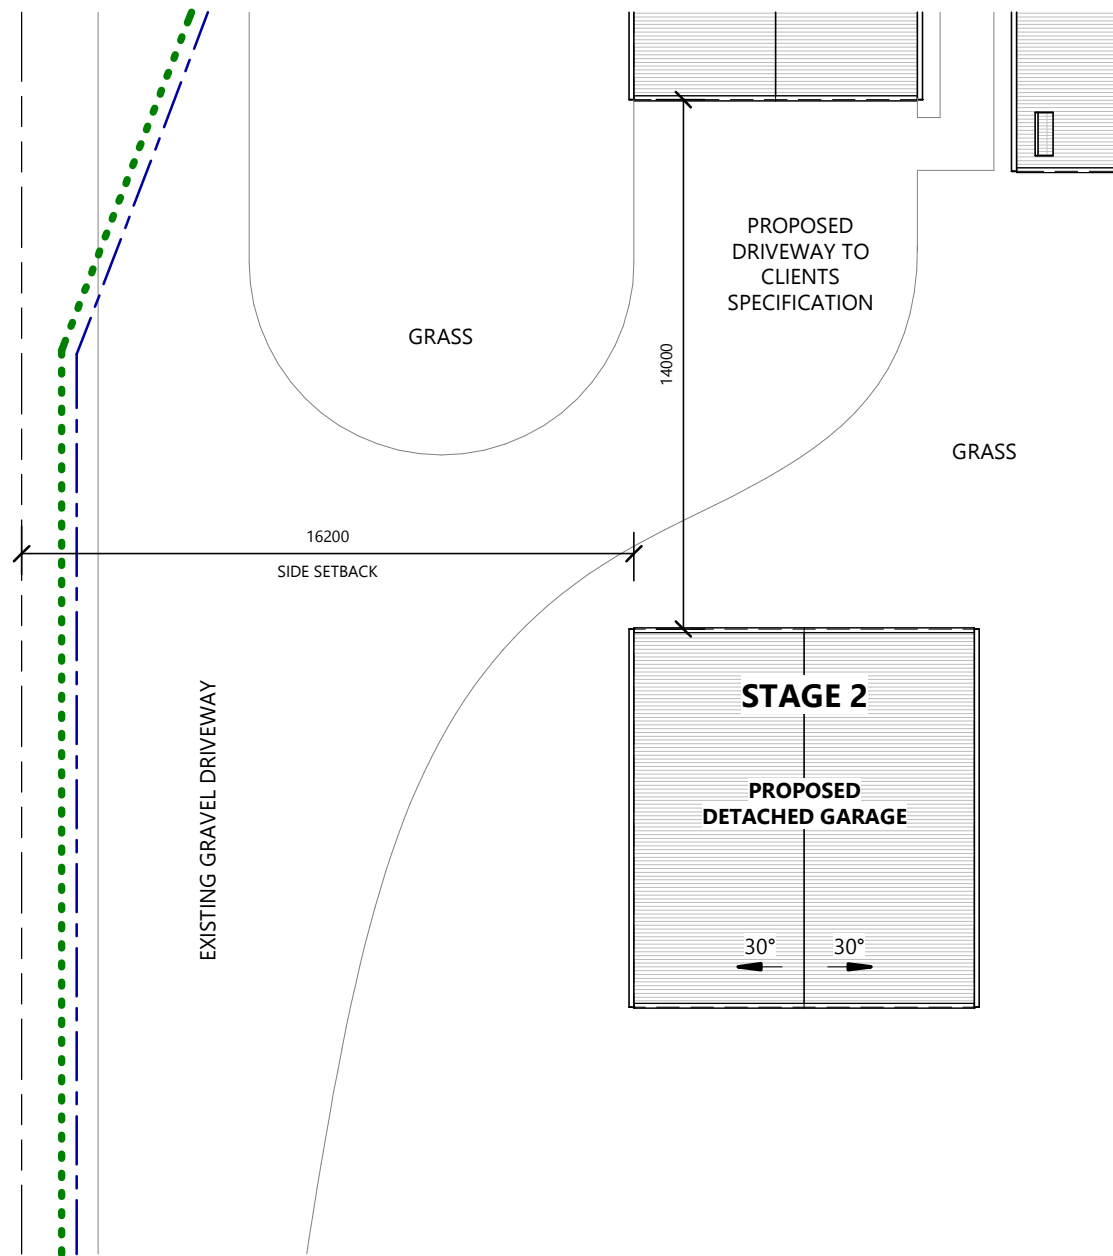 PROPOSED
DRIVEWAY TO
CLIENTS
SPECIFICATION
GRASS
14000
GRASS
16200
SIDE SETBACK
EXISTING GRAVEL DRIVEWAY
STAGE 2
PROPOSED
DETACHED GARAGE
30° 30°